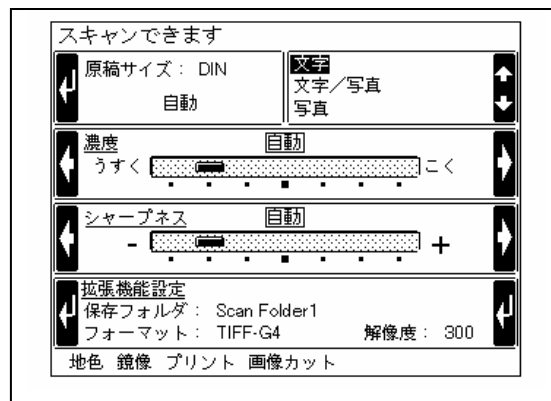 スキャンできます
原稿サイズ： DIN
自動
文字
文字／写真
写真
濃度
自動
うすく
こく
シャープネス
自動
-
+
拡張機能設定
保存フォルダ： Scan Folder1
フォーマット： TIFF-G4 解像度： 300
地色 鏡像 プリント 画像カット